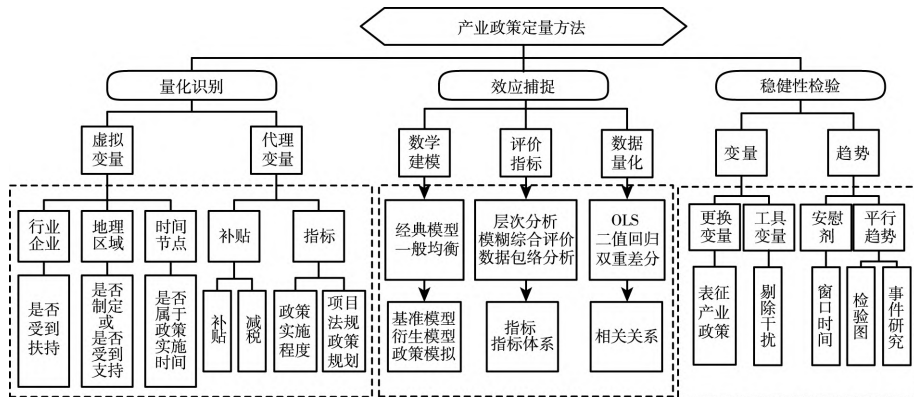 产业政策定量方法
量化识别
效应捕捉
稳健性检验
虚拟
变量
代理
变量
数学
建模
评价
指标
数据
量化
变量
趋势
行业
企业
地理
区域
时间
节点
补贴
指标
经典模型
一般均衡
层次分析
模糊综合评价
数据包络分析
OLS
二值回归
双重差分
更换
变量
工具
变量
安慰
剂
平行
趋势
是否
受到
扶持
是否
制定
或
是否
受到
支持
是否
属于
政策
实施
时间
补贴
减税
政策
实施
程度
项目
法规
政策
规划
基准模型
衍生模型
政策模拟
指标
指标体系
相关关系
表征
产业
政策
剔除干扰
窗口时间
检验图
事件研究